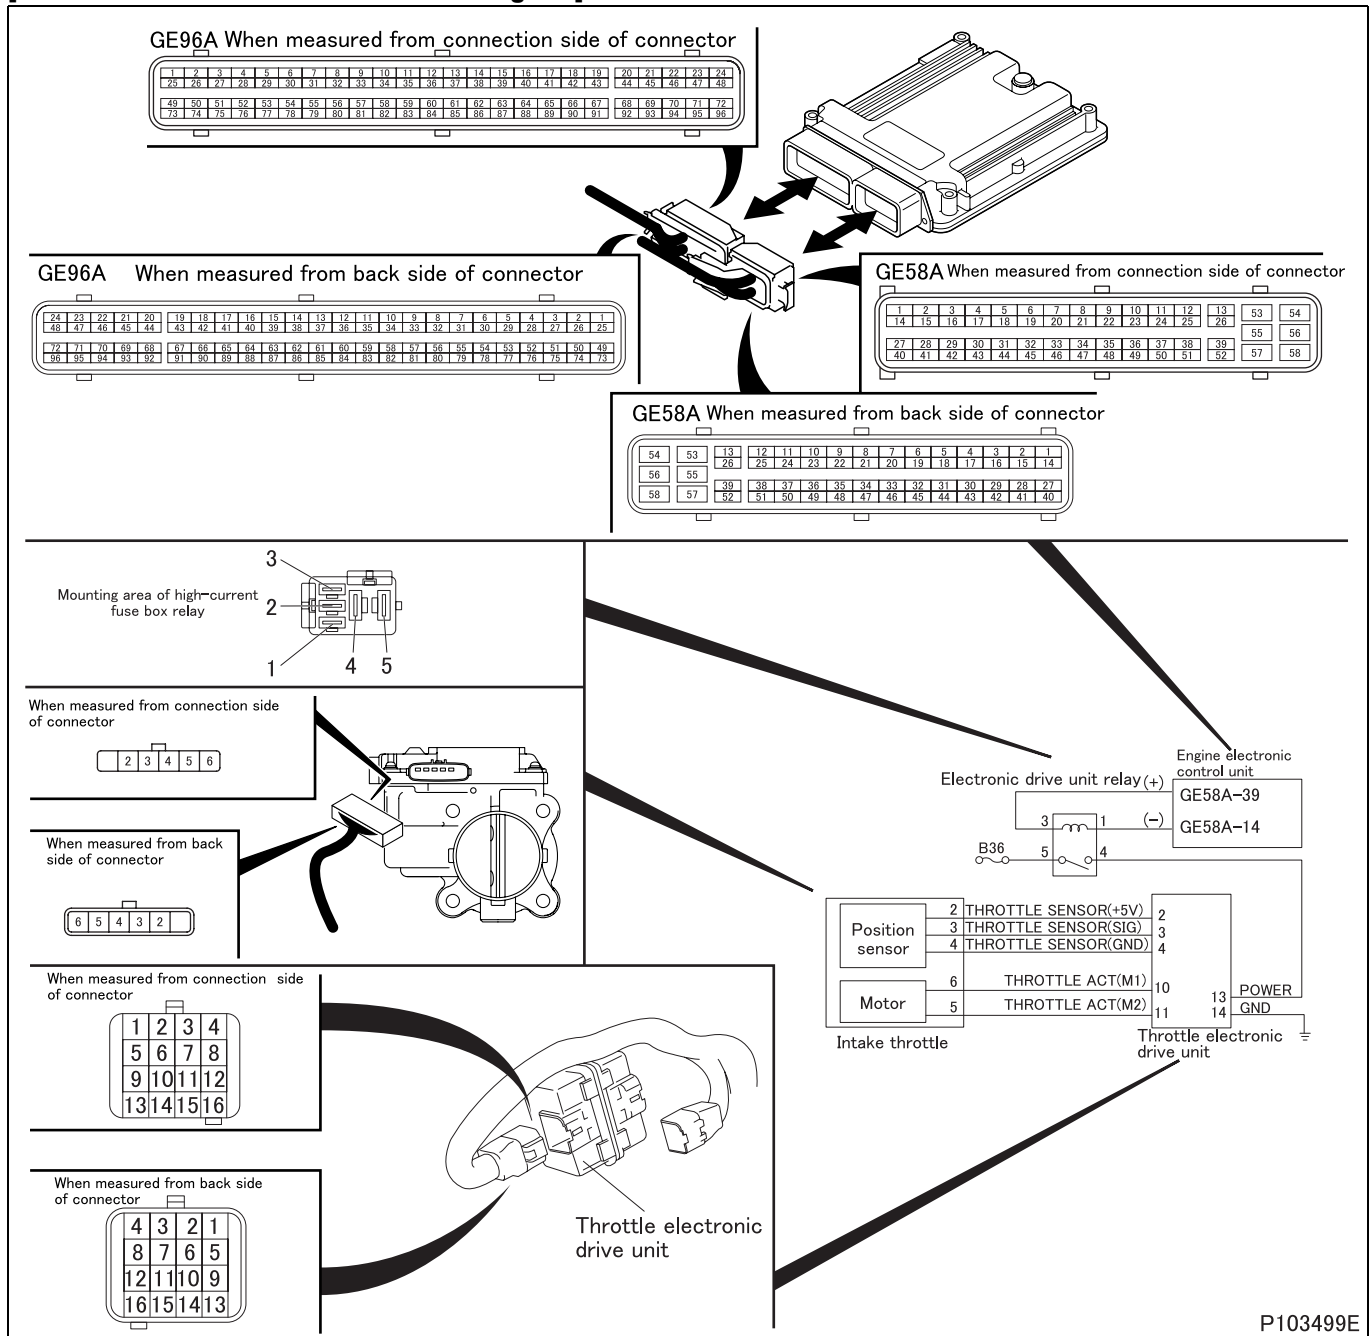 GE96A When measured from connection side of connector
1 2 3 4 5 6 7 8 9 10 11 12 13 14 15 16 17 18 19 20 21 22 23 24
25 26 27 28 29 30 31 32 33 34 35 36 37 38 39 40 41 42 43 44 45 46 47 48
49 50 51 52 53 54 55 56 57 58 59 60 61 62 63 64 65 66 67 68 69 70 71 72
73 74 75 76 77 78 79 80 81 82 83 84 85 86 87 88 89 90 91 92 93 94 95 96
GE96A When measured from back side of connector
24 23 22 21 20 19 18 17 16 15 14 13 12 11 10 9 8 7 6 5 4 3 2 1
48 47 46 45 44 43 42 41 40 39 38 37 36 35 34 33 32 31 30 29 28 27 26 25
72 71 70 69 68 67 66 65 64 63 62 61 60 59 58 57 56 55 54 53 52 51 50 49
96 95 94 93 92 91 90 89 88 87 86 85 84 83 82 81 80 79 78 77 76 75 74 73
GE58A When measured from connection side of connector
1 2 3 4 5 6 7 8 9 10 11 12 13 53 54
14 15 16 17 18 19 20 21 22 23 24 25 26
55 56
27 28 29 30 31 32 33 34 35 36 37 38 39
40 41 42 43 44 45 46 47 48 49 50 51 52 57 58
GE58A When measured from back side of connector
54 53 13 12 11 10 9 8 7 6 5 4 3 2 1
26 25 24 23 22 21 20 19 18 17 16 15 14
56 55
39 38 37 36 35 34 33 32 31 30 29 28 27
58 57 52 51 50 49 48 47 46 45 44 43 42 41 40
3
Mounting area of high-current
fuse box relay
2
1 4 5
When measured from connection side
of connector
2 3 4 5 6
When measured from back
side of connector
6 5 4 3 2
When measured from connection side
of connector
1 2 3 4
5 6 7 8
9 10 11 12
13 14 15 16
When measured from back side
of connector
4 3 2 1
8 7 6 5
12 11 10 9
16 15 14 13
Throttle electronic
drive unit
Engine electronic
control unit
Electronic drive unit relay (+)
GE58A-39
3 1 (-) GE58A-14
B36 5 4
Position
sensor
2 THROTTLE SENSOR(+5V) 2
3 THROTTLE SENSOR(SIG) 3
4 THROTTLE SENSOR(GND) 4
Motor
6 THROTTLE ACT(M1) 10
5 THROTTLE ACT(M2) 11
13 POWER
14 GND
Intake throttle
Throttle electronic
drive unit
P103499E